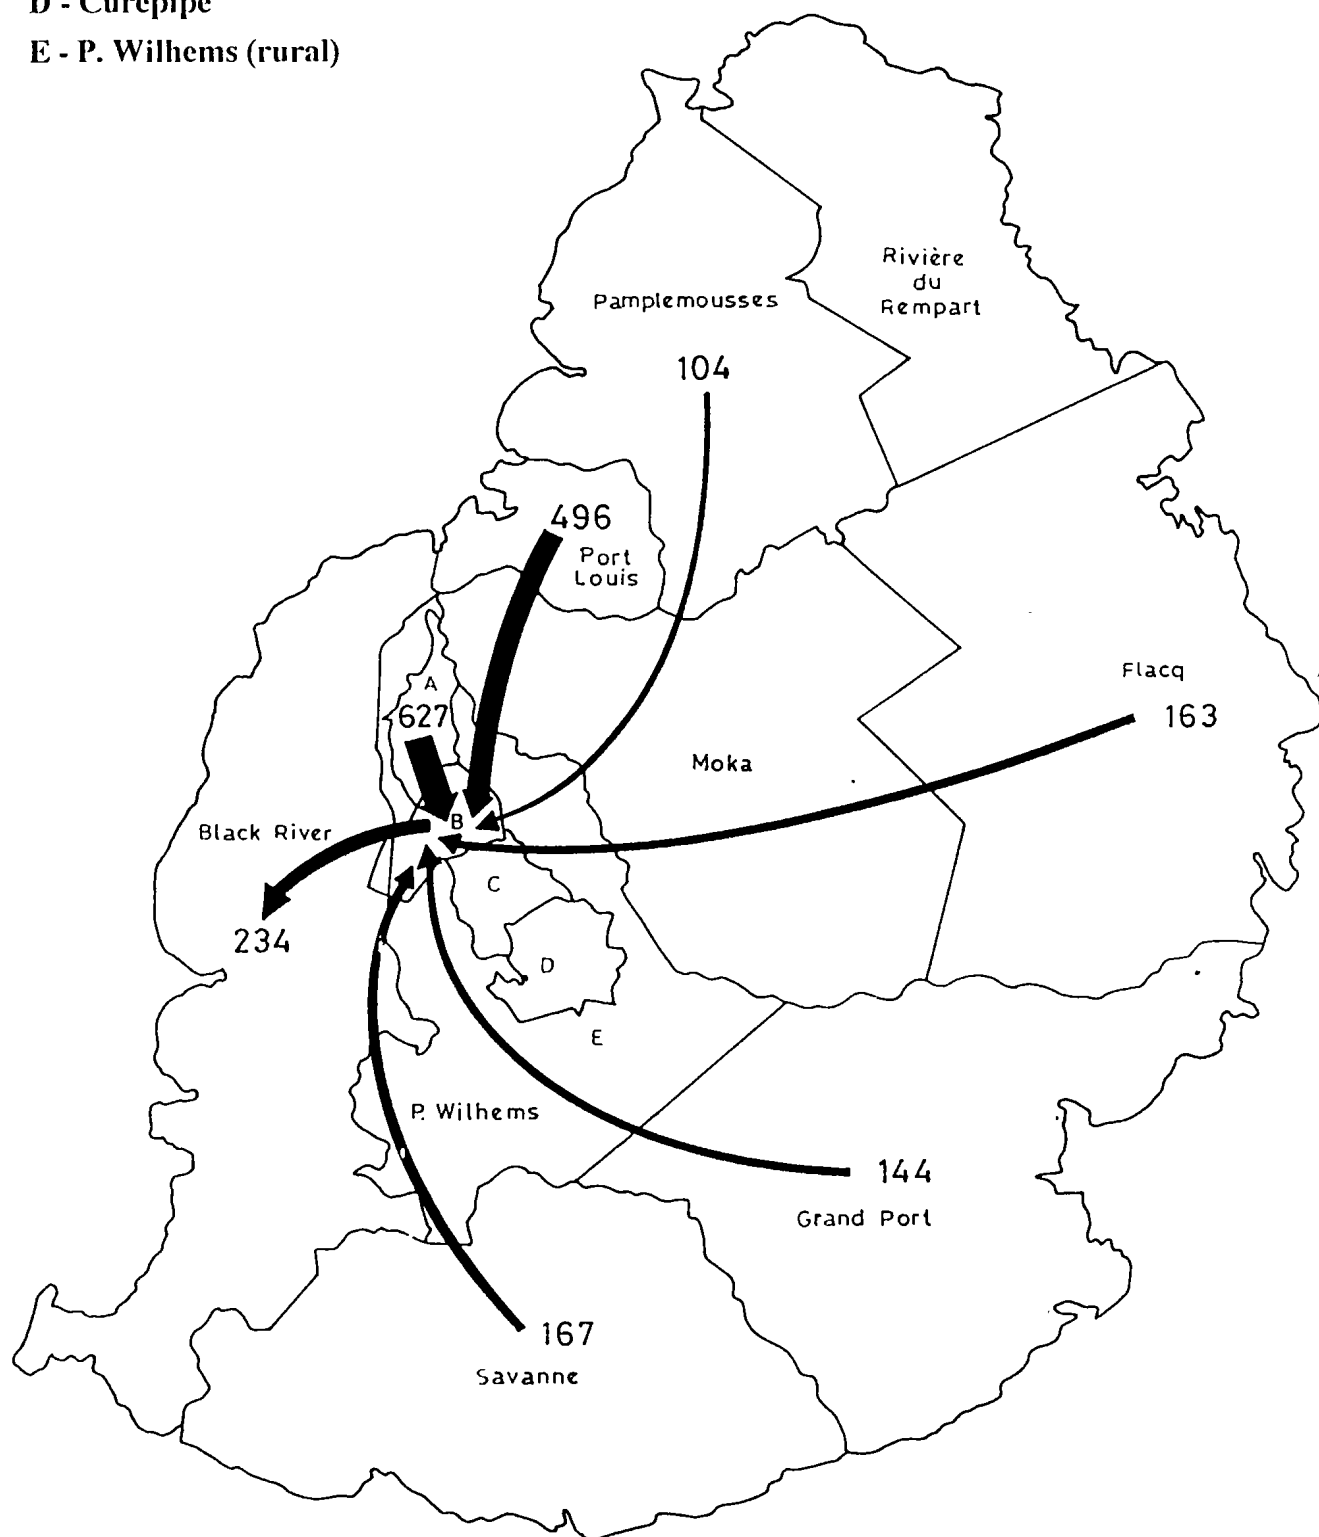 D - Curepipe
E - P. Wilhems (rural)
Rivière
du
Rempart
Pamplemousses
104
496
Port
Louis
A
627
Flacq
163
Moka
B
Black River
C
234
D
E
P. Wilhems
144
Grand Port
167
Savanne